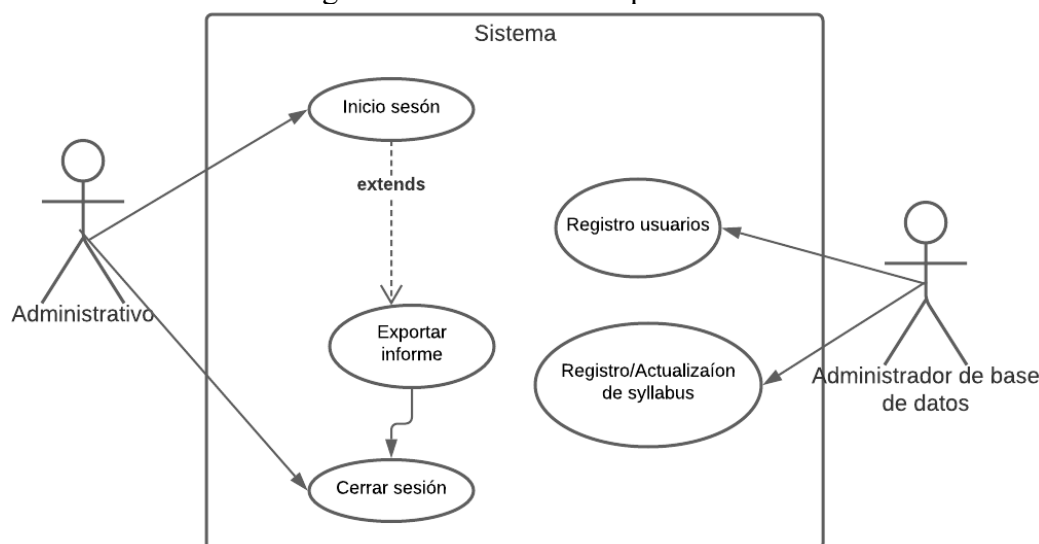 Sistema
Inicio sesón
extends
Registro usuarios
Administrativo
Exportar
informe
Registro/Actualizaíon
de syllabus
Administrador de base
de datos
Cerrar sesión